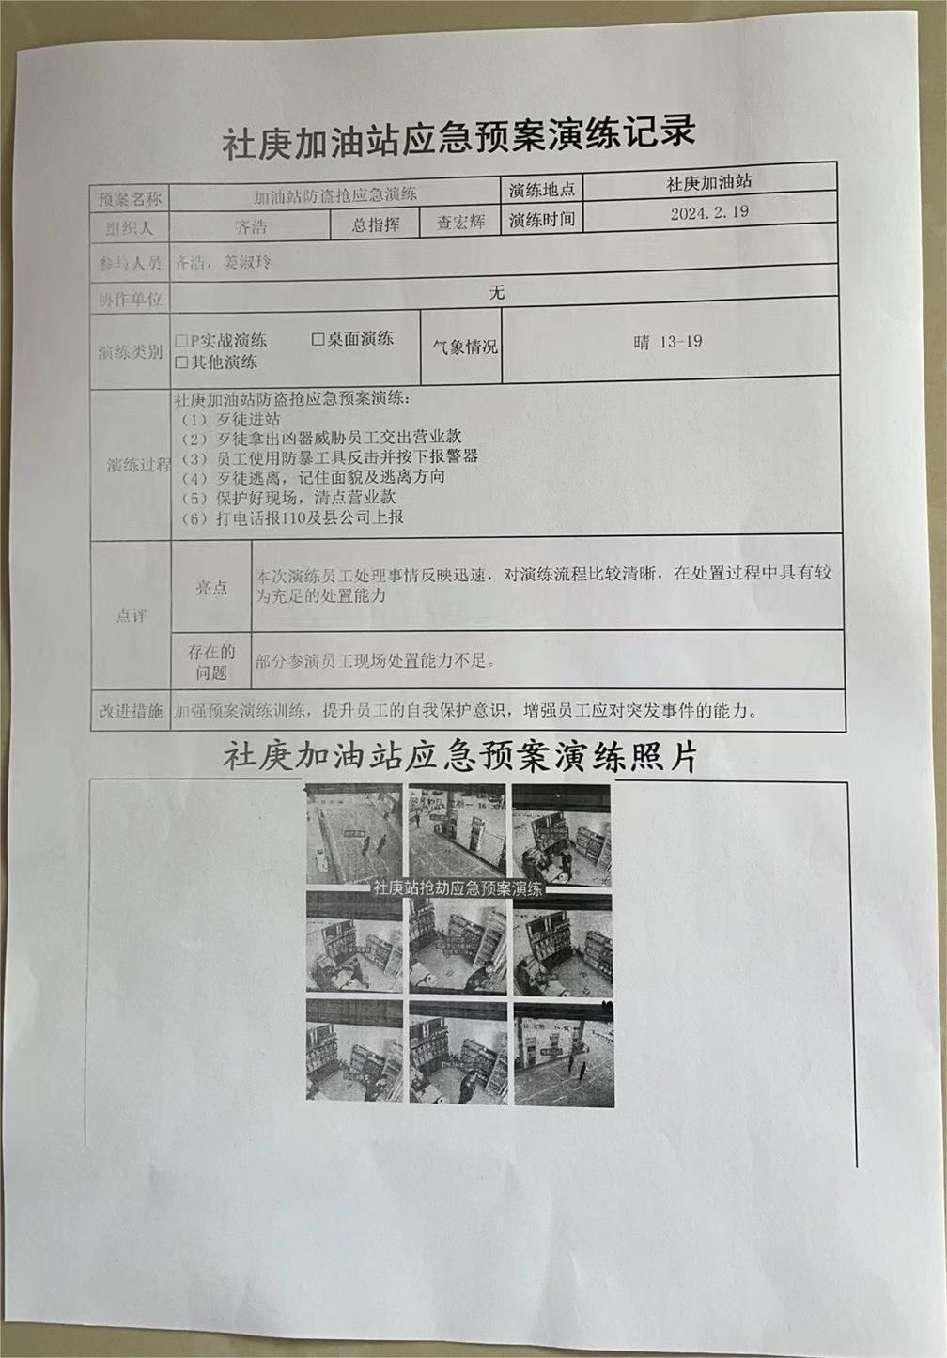 社庚加油站应急预案演练记录
预案名称 加油站防盗抢应急演练 演练地点 社庚加油站
组织人 齐浩 总指挥 查宏辉 演练时间 2024.2.19
参与人员 齐浩，姜淑玲
协作单位 无
演练类别 □P实战演练 □桌面演练 气象情况 晴 13-19
□其他演练
演练过程 社庚加油站防盗抢应急预案演练：
（1）歹徒进站
（2）歹徒拿出凶器威胁员工交出营业款
（3）员工使用防暴工具反击并按下报警器
（4）歹徒逃离，记住面貌及逃离方向
（5）保护好现场，清点营业款
（6）打电话报110及县公司上报
点评 亮点 本次演练员工处理事情反映迅速，对演练流程比较清晰，在处置过程中具有较
为充足的处置能力
存在的
问题 部分参演员工现场处置能力不足。
改进措施 加强预案演练训练，提升员工的自我保护意识，增强员工应对突发事件的能力。
社庚加油站应急预案演练照片
社庚站抢劫应急预案演练